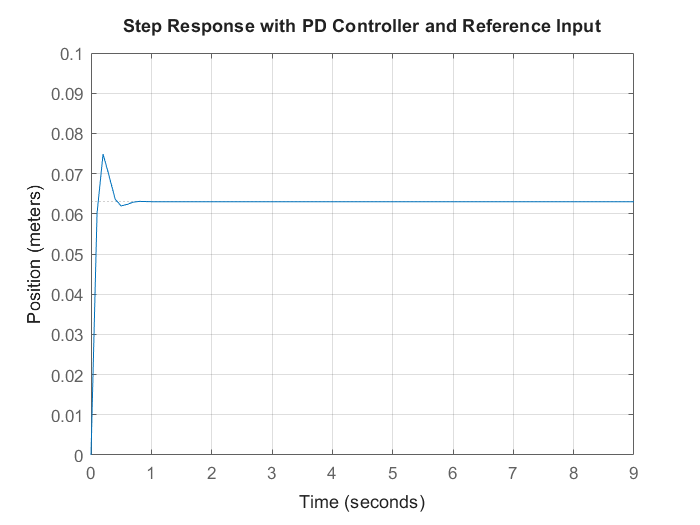 Step Response with PD Controller and Reference Input
0.1
0.09
0.08
0.07
0.06
0.05
0.04
0.03
0.02
0.01
0
Position (meters)
0 1 2 3 4 5 6 7 8 9
Time (seconds)